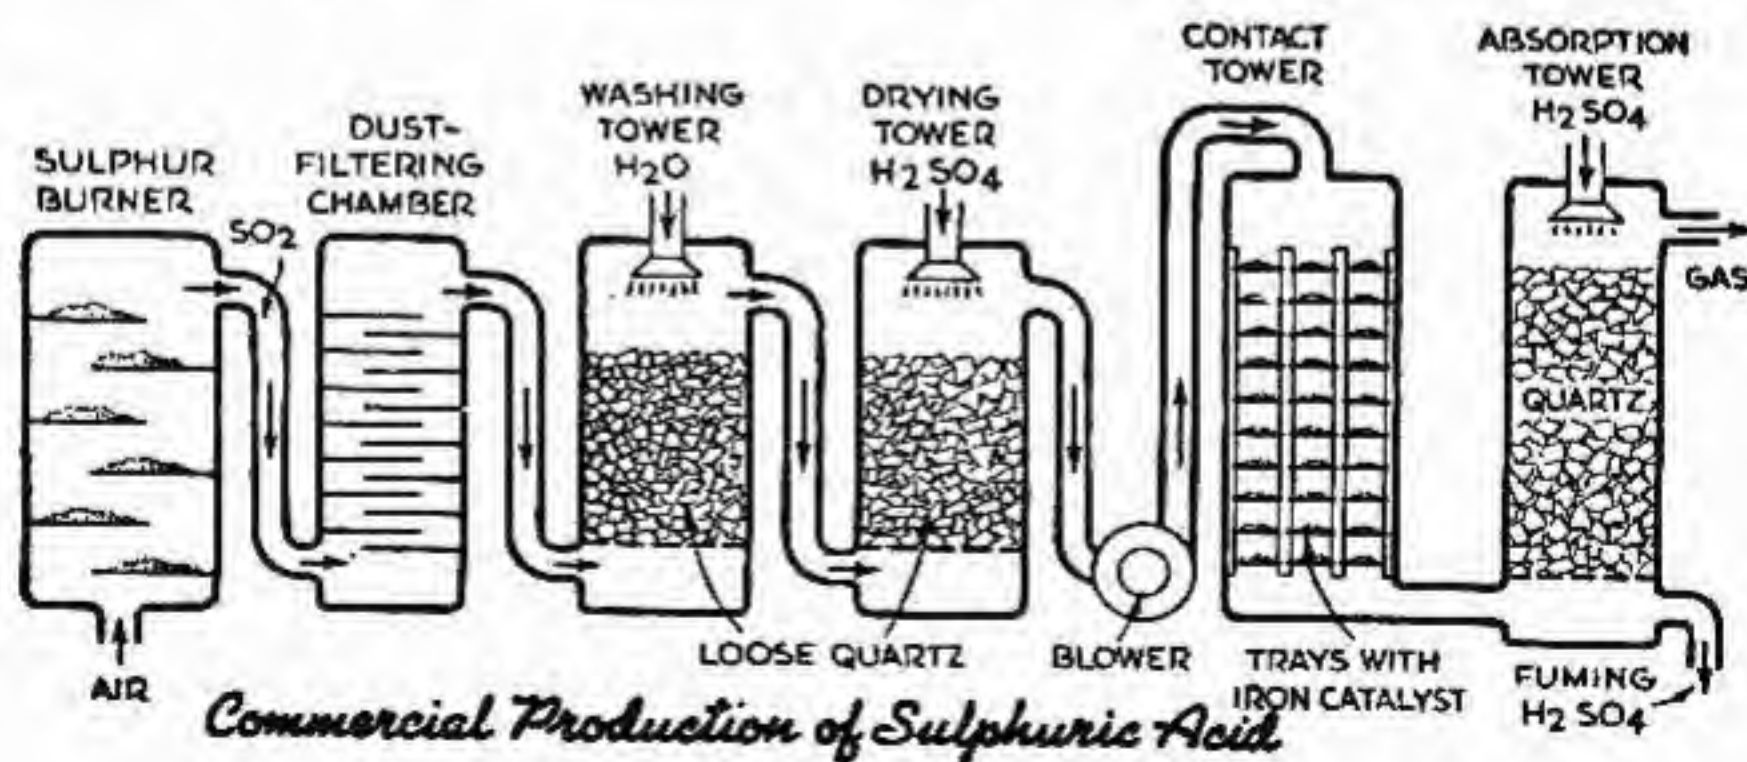 SULPHUR
BURNER
SO2
DUST-
FILTERING
CHAMBER
WASHING
TOWER
H2O
DRYING
TOWER
H2SO4
CONTACT
TOWER
ABSORPTION
TOWER
H2SO4
GAS
QUARTZ
AIR
LOOSE QUARTZ
BLOWER
TRAYS WITH
IRON CATALYST
FUMING
H2SO4
Commercial Production of Sulphuric Acid